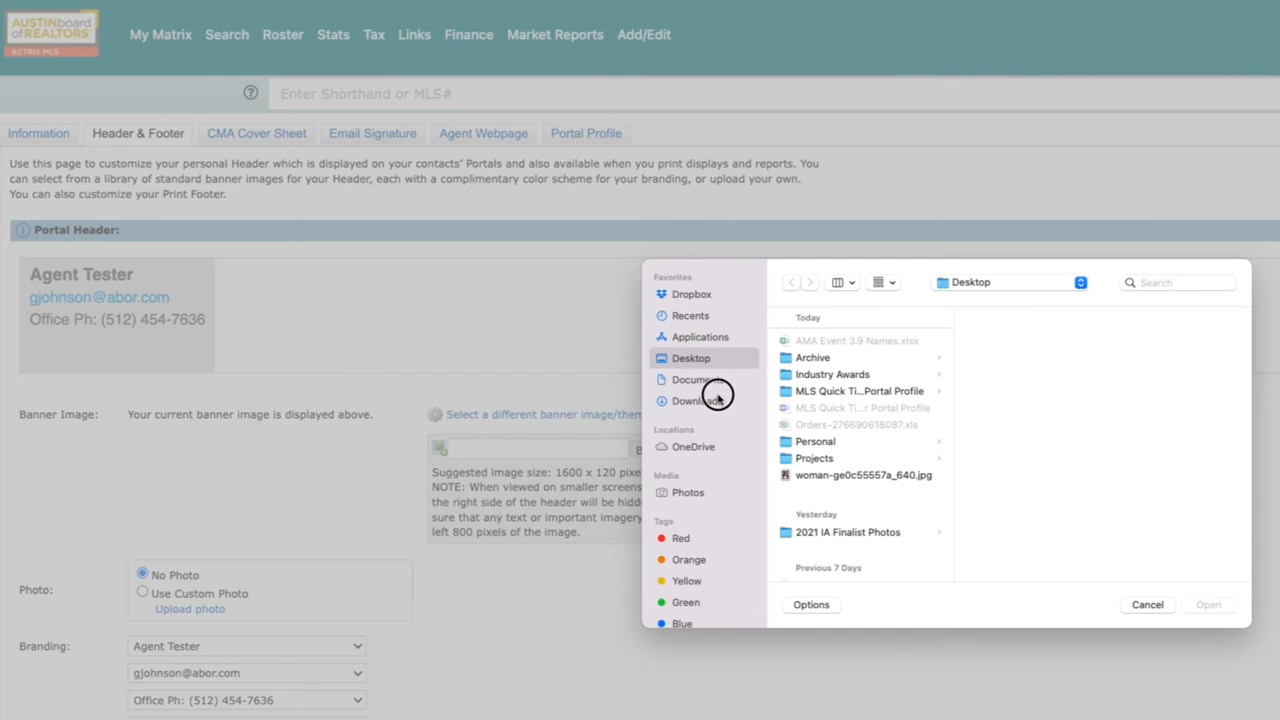 AUSTINboard
of REALTORS®
ACTRIS MLS
My Matrix Search Roster Stats Tax Links Finance Market Reports Add/Edit
? Enter Shorthand or MLS#
Information Header & Footer CMA Cover Sheet Email Signature Agent Webpage Portal Profile
Use this page to customize your personal Header which is displayed on your contacts' Portals and also available when you print displays and reports. You
can select from a library of standard banner images for your Header, each with a complimentary color scheme for your branding, or upload your own.
You can also customize your Print Footer.
Portal Header:
Agent Tester
gjohnson@abor.com
Office Ph: (512) 454-7636
Banner Image: Your current banner image is displayed above. Select a different banner image/them
B
Suggested image size: 1600 x 120 pixe
NOTE: When viewed on smaller screens
the right side of the header will be hidd
sure that any text or important imagery
left 800 pixels of the image.
Photo:
No Photo
Use Custom Photo
Upload photo
Branding: Agent Tester
gjohnson@abor.com
Office Ph: (512) 454-7636
Favorites
Dropbox
Recents
Applications
Desktop
Documents
Downloads
Locations
OneDrive
Media
Photos
Tags
Red
Orange
Yellow
Green
Blue
Desktop
Search
Today
AMA Event 3.9 Names.xlsx
Archive
Industry Awards
MLS Quick Ti...Portal Profile
MLS Quick Ti...r Portal Profile
Orders-276690618087.xls
Personal
Projects
woman-ge0c55557a_640.jpg
Yesterday
2021 IA Finalist Photos
Previous 7 Days
Options Cancel Open